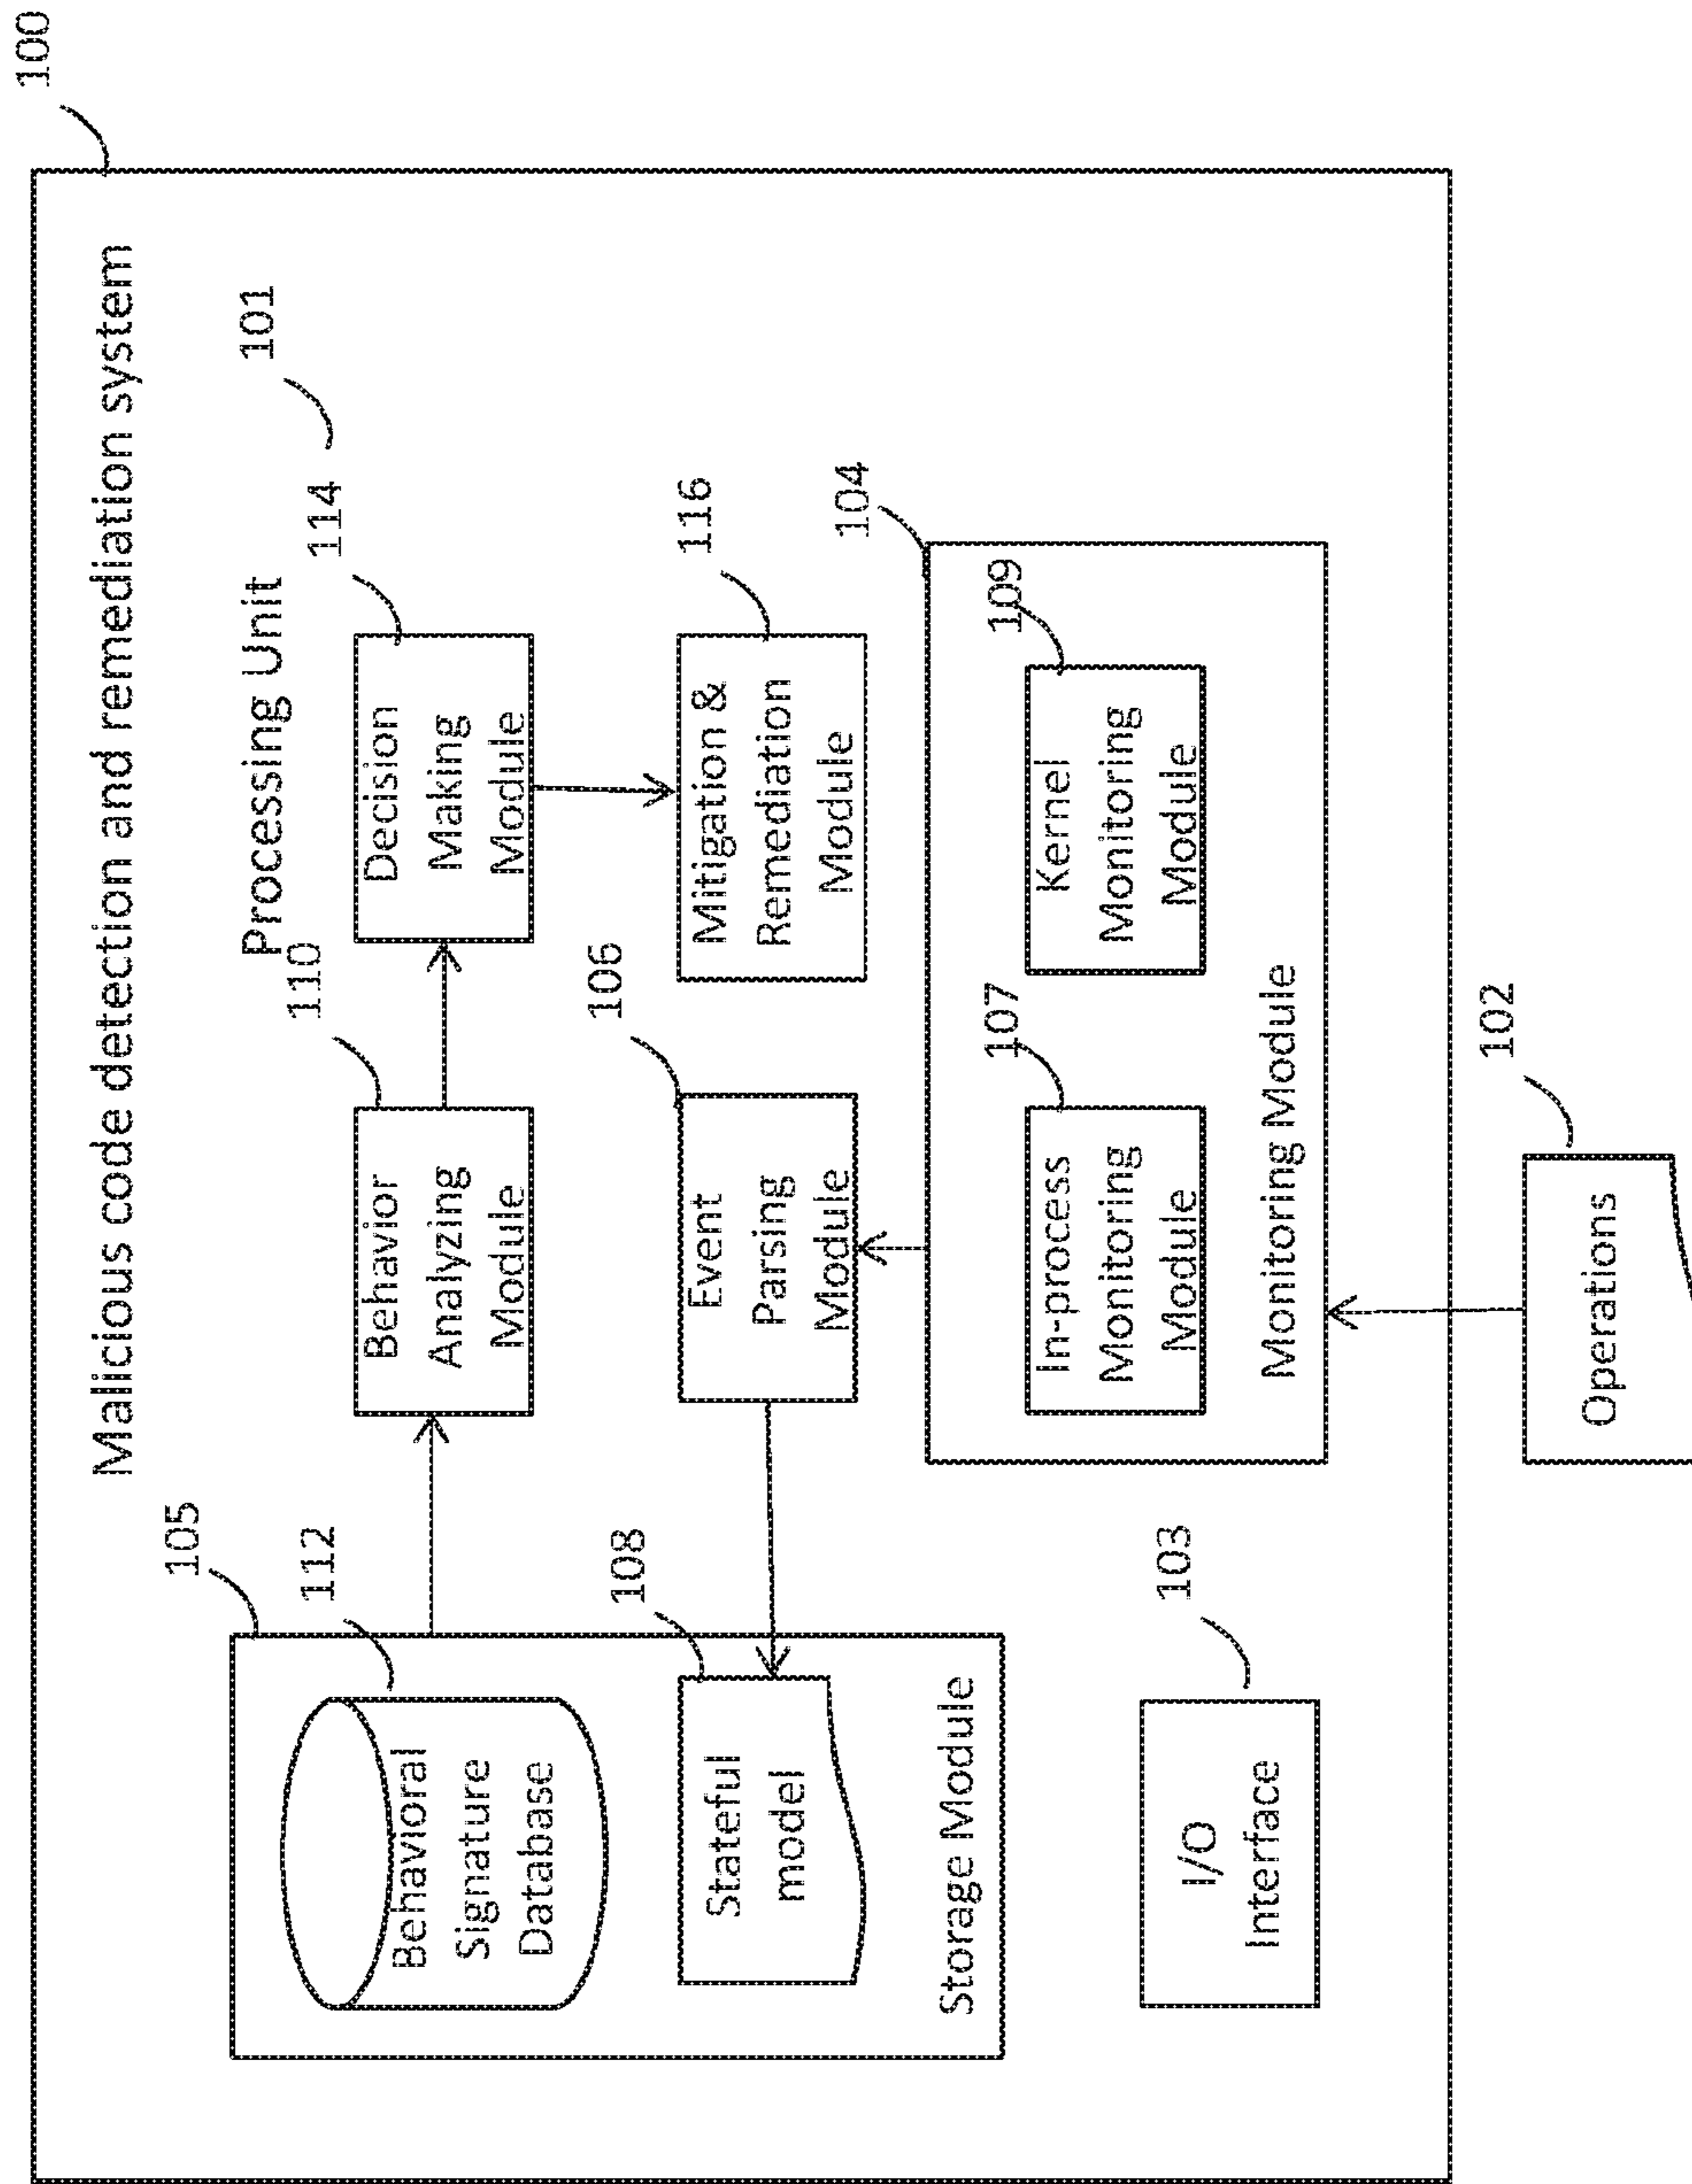 100
Malicious code detection and remediation system
105
Processing Unit
101
112
110
114
Behavioral
Signature
Database
Behavior
Analyzing
Module
Decision
Making
Module
108
106
116
Stateful
model
Event
Parsing
Module
Mitigation &
Remediation
Module
Storage Module
104
107
109
In-process
Monitoring
Module
Kernel
Monitoring
Module
103
I/O
Interface
Monitoring Module
102
Operations